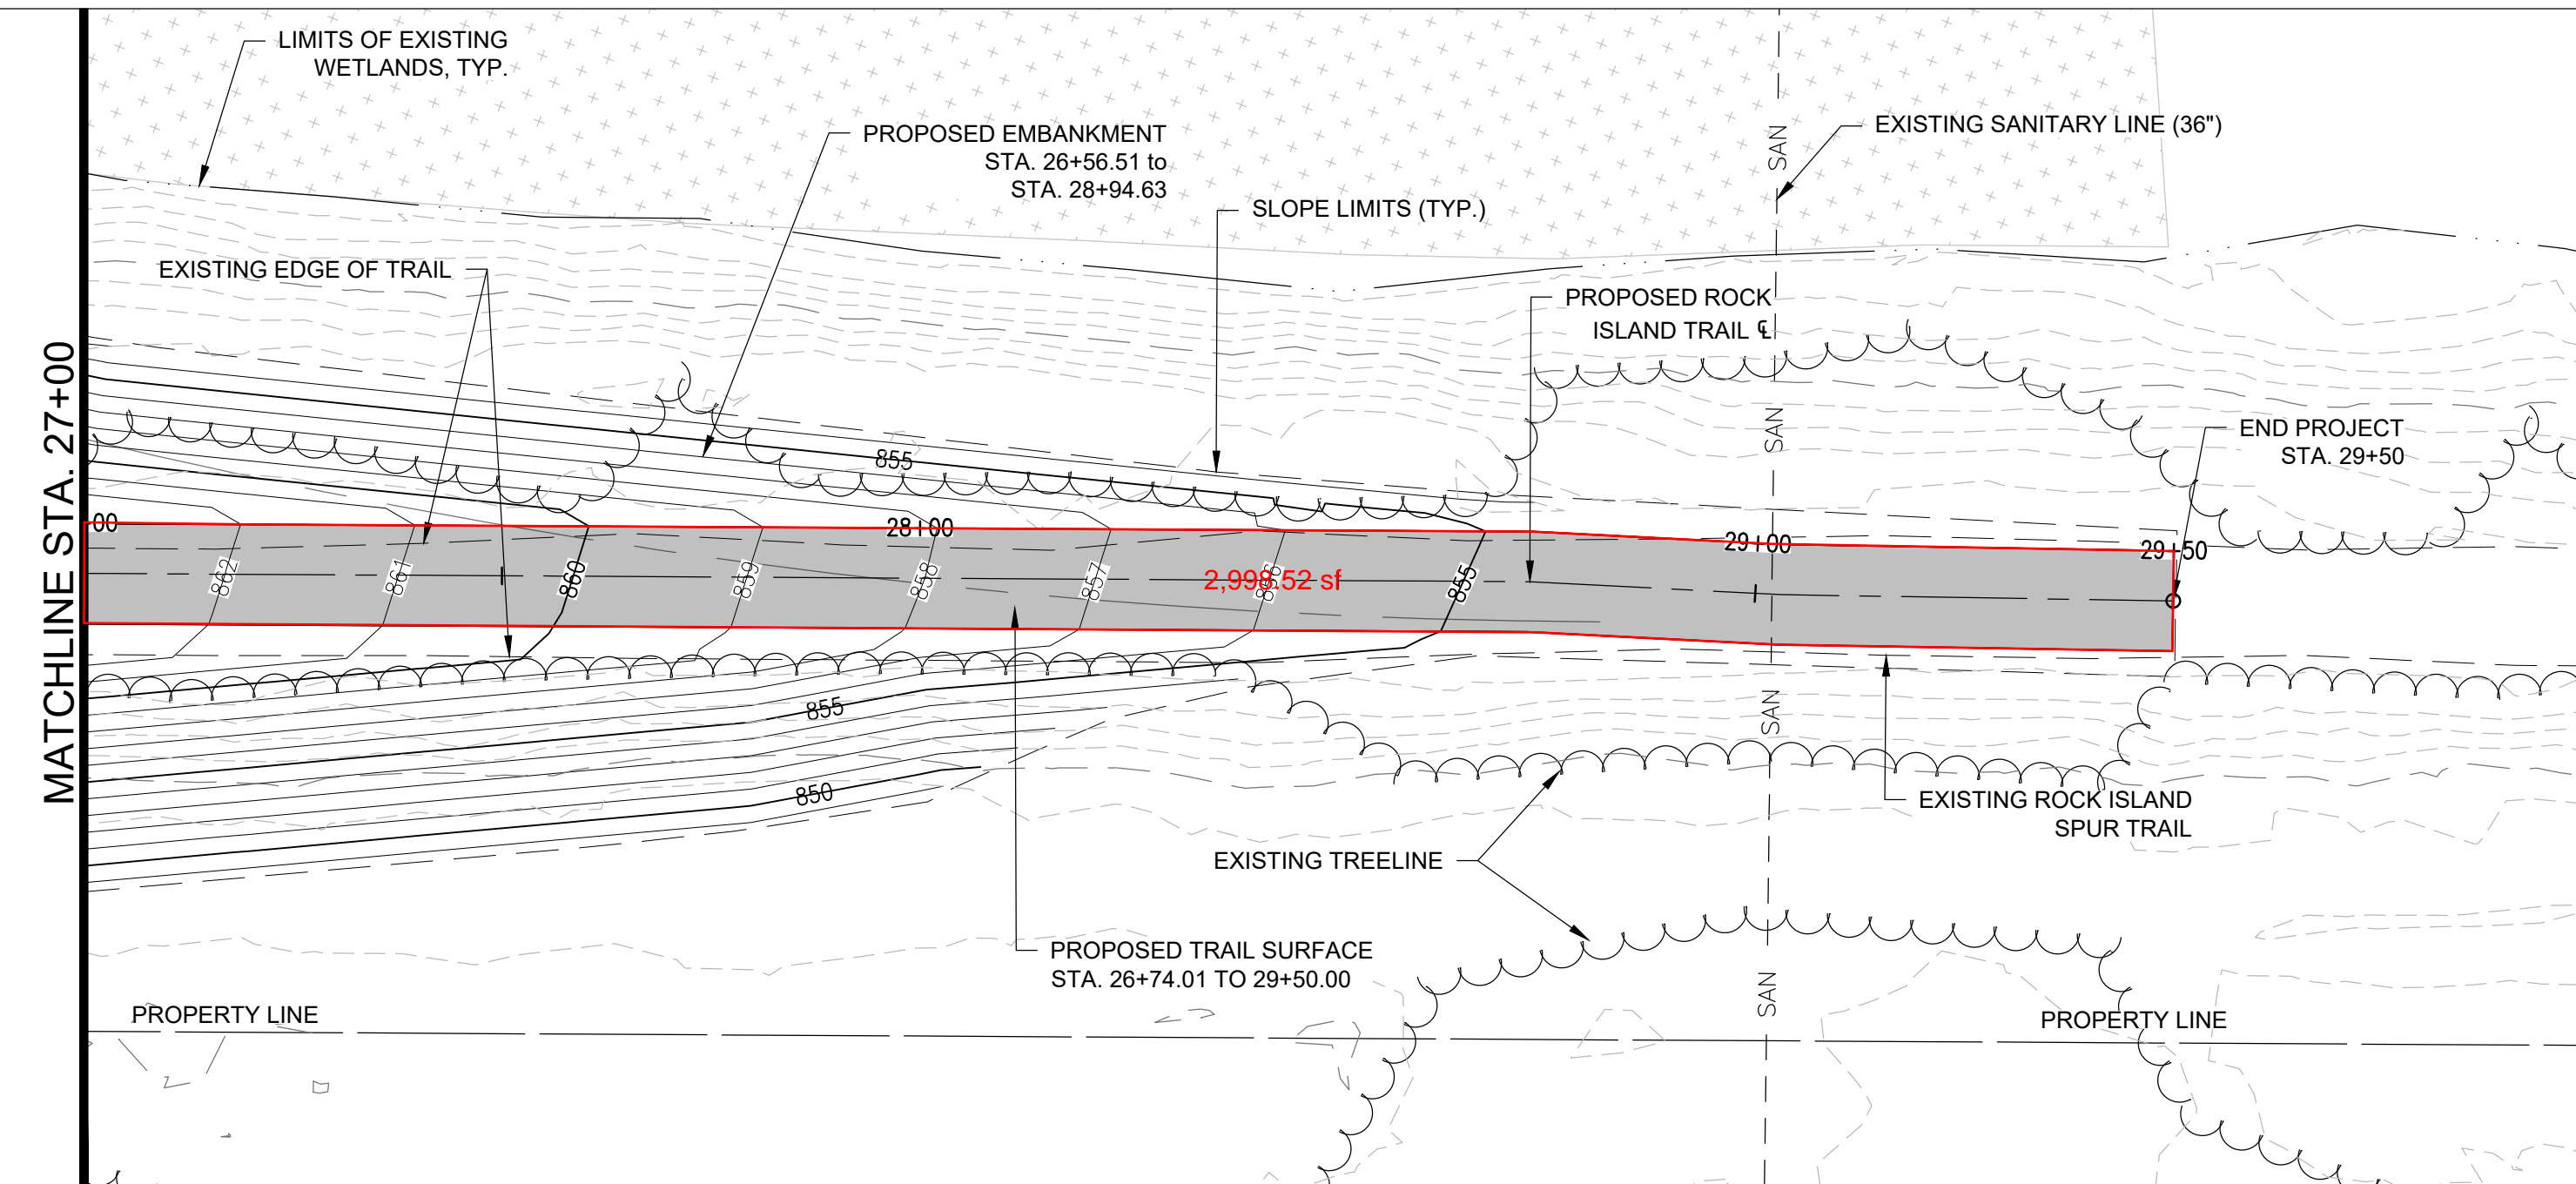 LIMITS OF EXISTING
WETLANDS, TYP.
PROPOSED EMBANKMENT
STA. 26+56.51 to
STA. 28+94.63
EXISTING SANITARY LINE (36")
SAN
SLOPE LIMITS (TYP.)
EXISTING EDGE OF TRAIL
PROPOSED ROCK
ISLAND TRAIL ℄
MATCHLINE STA. 27+00
SAN
END PROJECT
STA. 29+50
855
00
28+00
29+00
29+50
862
861
860
859
858
857
856
855
2,998.52 sf
855
SAN
850
EXISTING ROCK ISLAND
SPUR TRAIL
EXISTING TREELINE
PROPOSED TRAIL SURFACE
STA. 26+74.01 TO 29+50.00
SAN
PROPERTY LINE
PROPERTY LINE